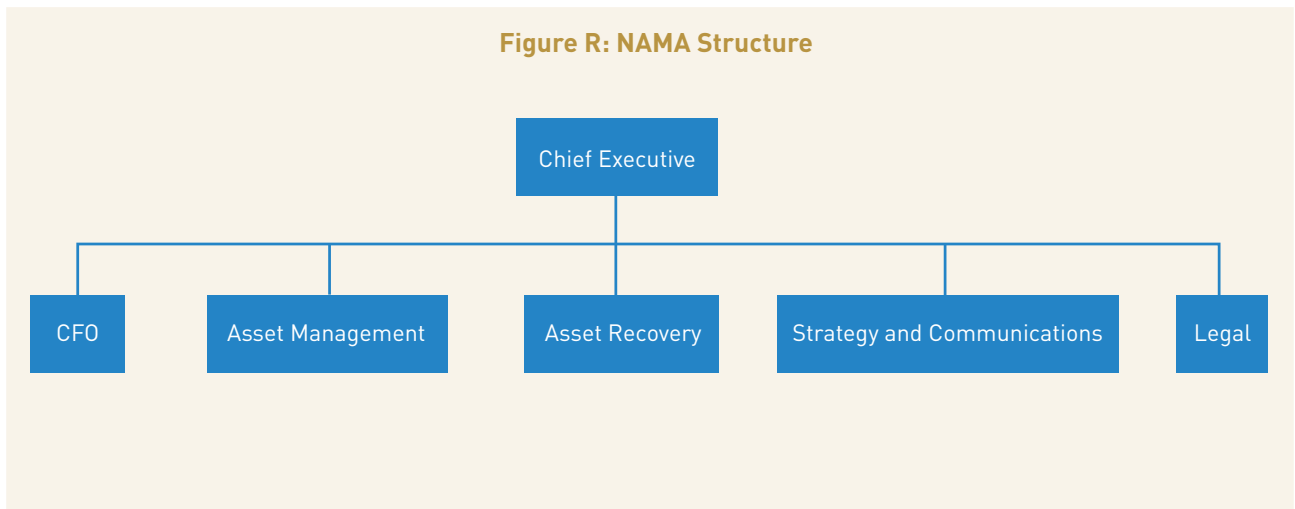 Figure R: NAMA Structure
Chief Executive
CFO
Asset Management
Asset Recovery
Strategy and Communications
Legal